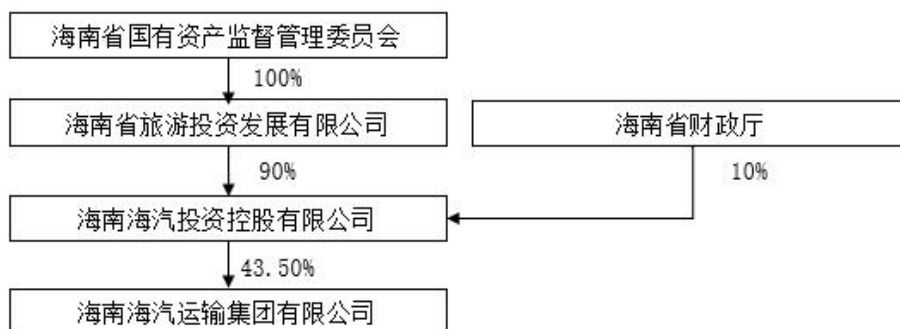 海南省国有资产监督管理委员会
100%
海南省旅游投资发展有限公司
海南省财政厅
90%
10%
海南海汽投资控股有限公司
43.50%
海南海汽运输集团有限公司